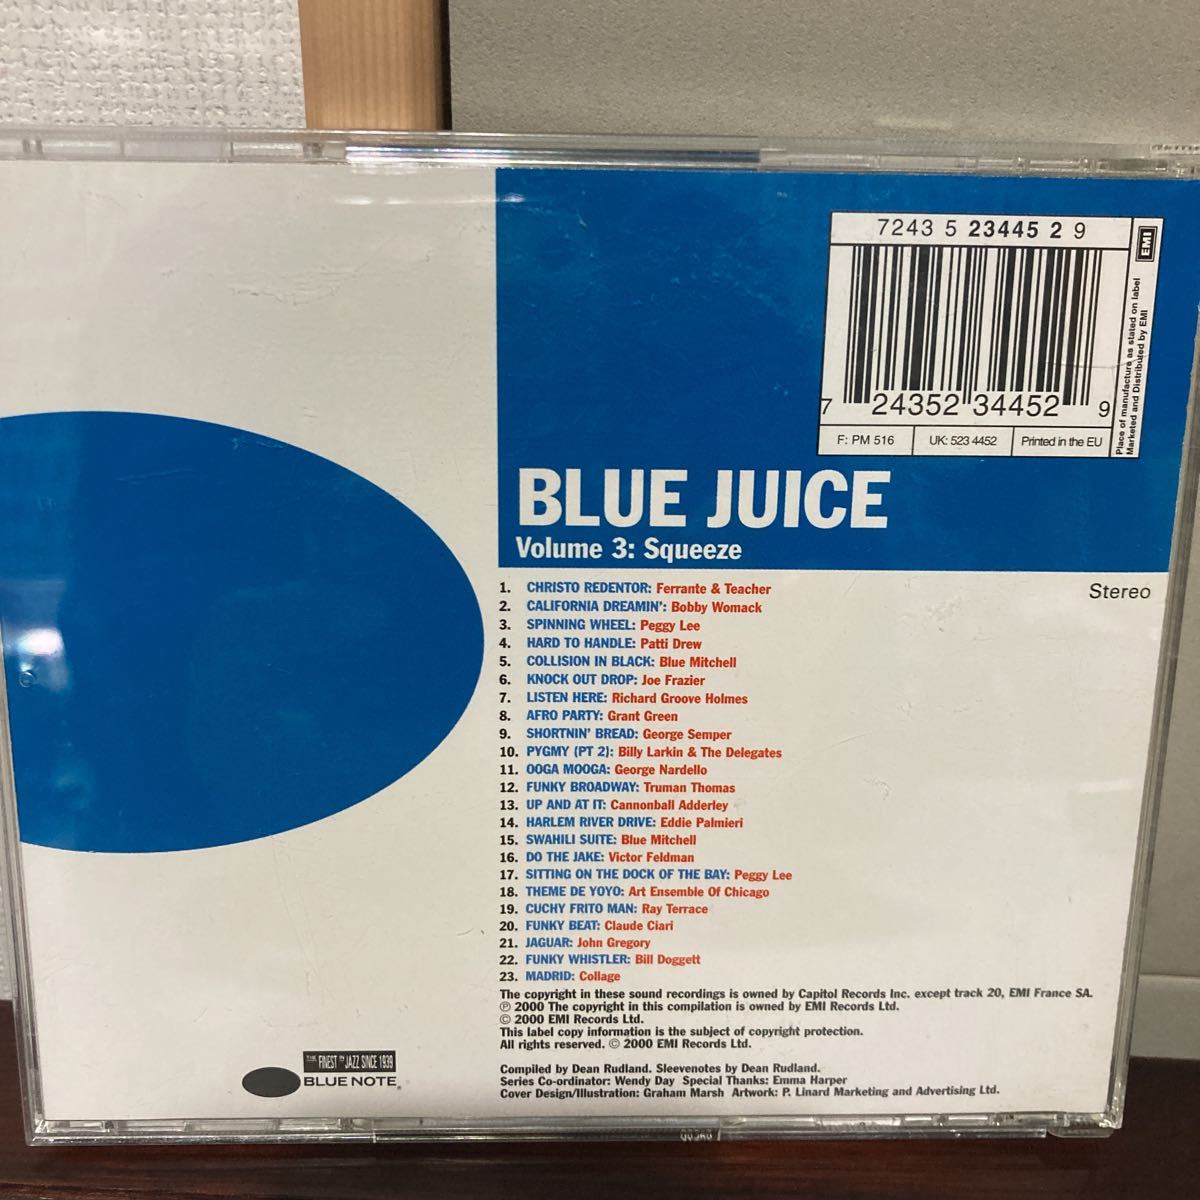 7243 5 23445 2 9
7 24352 34452 9
F: PM 516
UK: 523 4452
Printed in the EU
EMI
Place of manufacture as stated on label
Marketed and Distributed by EMI
BLUE JUICE
Volume 3: Squeeze
Stereo
1. CHRISTO REDENTOR: Ferrante & Teacher
2. CALIFORNIA DREAMIN': Bobby Womack
3. SPINNING WHEEL: Peggy Lee
4. HARD TO HANDLE: Patti Drew
5. COLLISION IN BLACK: Blue Mitchell
6. KNOCK OUT DROP: Joe Frazier
7. LISTEN HERE: Richard Groove Holmes
8. AFRO PARTY: Grant Green
9. SHORTNIN' BREAD: George Semper
10. PYGMY (PT 2): Billy Larkin & The Delegates
11. OOGA MOOGA: George Nardello
12. FUNKY BROADWAY: Truman Thomas
13. UP AND AT IT: Cannonball Adderley
14. HARLEM RIVER DRIVE: Eddie Palmieri
15. SWAHILI SUITE: Blue Mitchell
16. DO THE JAKE: Victor Feldman
17. SITTING ON THE DOCK OF THE BAY: Peggy Lee
18. THEME DE YOYO: Art Ensemble Of Chicago
19. CUCHY FRITO MAN: Ray Terrace
20. FUNKY BEAT: Claude Ciari
21. JAGUAR: John Gregory
22. FUNKY WHISTLER: Bill Doggett
23. MADRID: Collage
The copyright in these sound recordings is owned by Capitol Records Inc. except track 20, EMI France SA.
℗ 2000 The copyright in this compilation is owned by EMI Records Ltd.
© 2000 EMI Records Ltd.
This label copy information is the subject of copyright protection.
All rights reserved. © 2000 EMI Records Ltd.
Compiled by Dean Rudland. Sleevenotes by Dean Rudland.
Series Co-ordinator: Wendy Day Special Thanks: Emma Harper
Cover Design/Illustration: Graham Marsh Artwork: P. Linard Marketing and Advertising Ltd.
THE FINEST IN JAZZ SINCE 1939
BLUE NOTE®